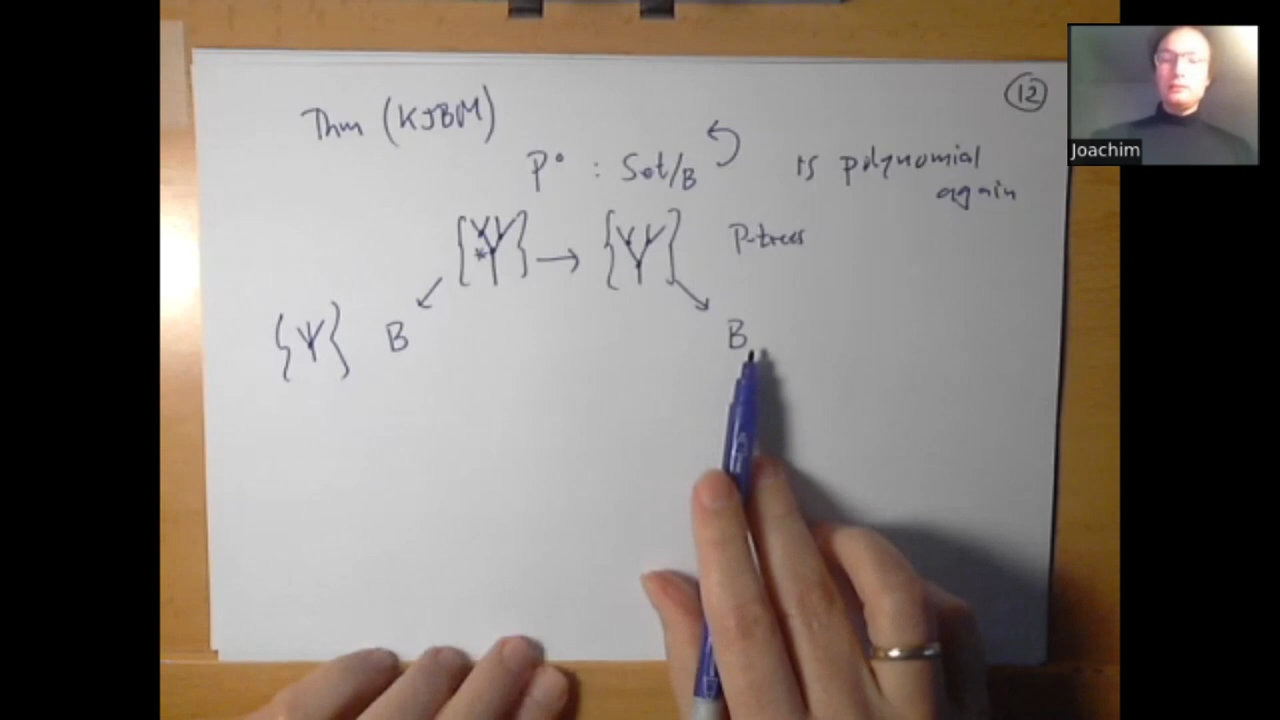 12
Thm (KJBM)
P° : Set/B ↶ is polynomial
again
{ } → { } P-trees
{ } B B
Joachim